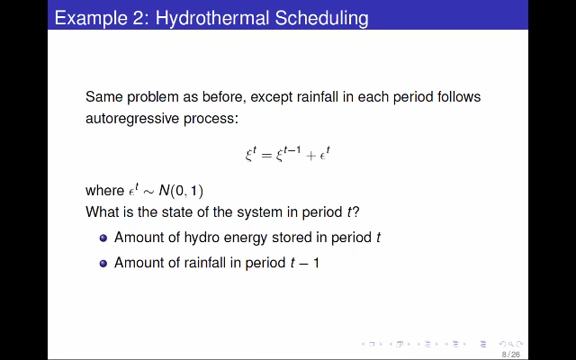 Example 2: Hydrothermal Scheduling
Same problem as before, except rainfall in each period follows
autoregressive process:
ξ^t = ξ^{t−1} + ϵ^t
where ϵ^t ∼ N(0, 1)
What is the state of the system in period t?
Amount of hydro energy stored in period t
Amount of rainfall in period t − 1
8 / 26